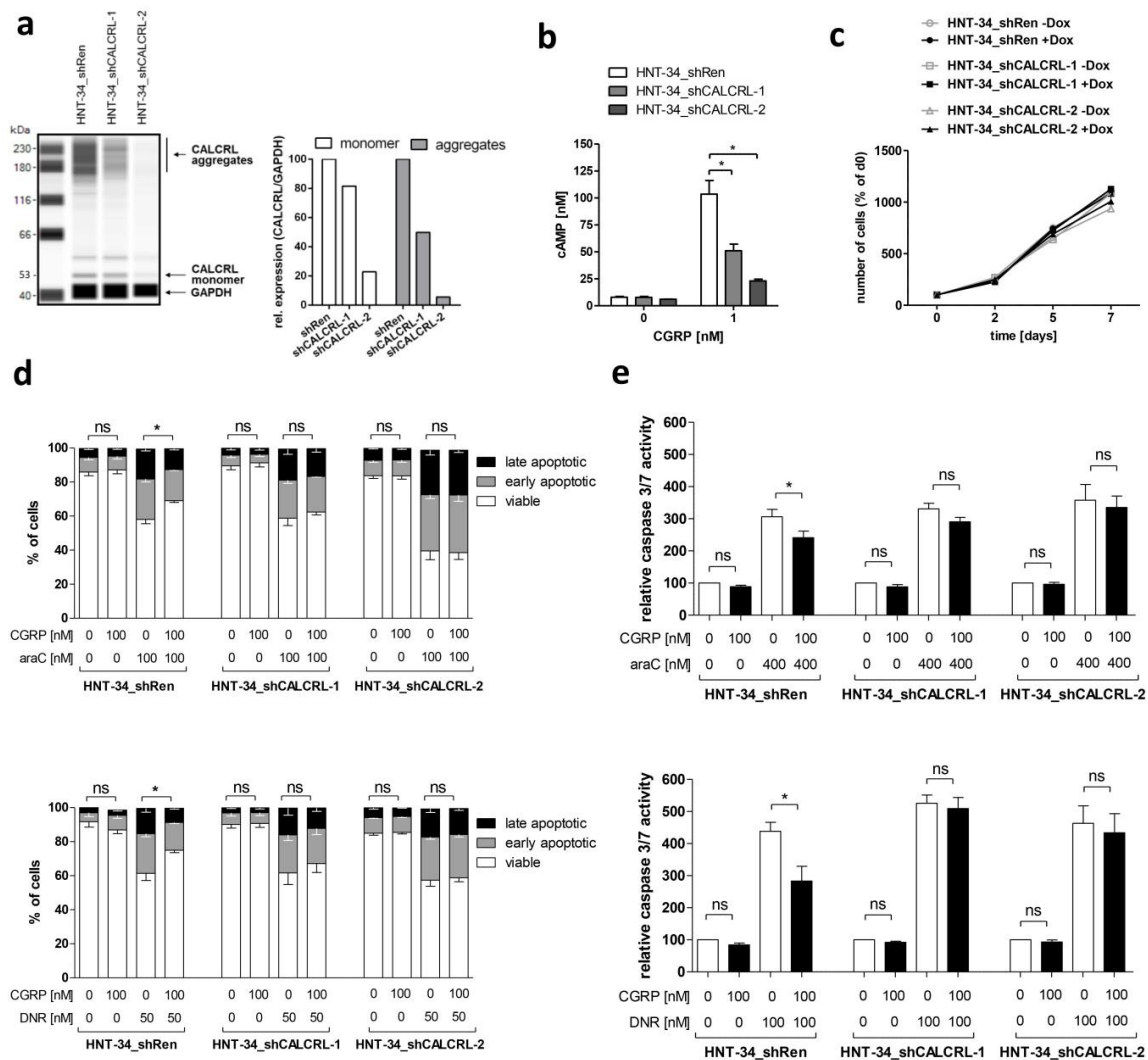 a
HNT-34_shRen
HNT-34_shCALCRL-1
HNT-34_shCALCRL-2
kDa
230
180
116
66
53
40
CALCRL
aggregates
CALCRL
monomer
GAPDH
monomer aggregates
rel. expression (CALCRL/GAPDH)
100
80
60
40
20
0
shRen
shCALCRL-1
shCALCRL-2
shRen
shCALCRL-1
shCALCRL-2
b
HNT-34_shRen
HNT-34_shCALCRL-1
HNT-34_shCALCRL-2
cAMP [nM]
150
125
100
75
50
25
0
* *
0 1
CGRP [nM]
c
HNT-34_shRen -Dox
HNT-34_shRen +Dox
HNT-34_shCALCRL-1 -Dox
HNT-34_shCALCRL-1 +Dox
HNT-34_shCALCRL-2 -Dox
HNT-34_shCALCRL-2 +Dox
number of cells (% of d0)
1500
1000
500
0
0 2 5 7
time [days]
d
ns * ns ns ns ns
% of cells
100
80
60
40
20
0
late apoptotic
early apoptotic
viable
CGRP [nM] 0 100 0 100 0 100 0 100 0 100 0 100
araC [nM] 0 0 100 100 0 0 100 100 0 0 100 100
HNT-34_shRen HNT-34_shCALCRL-1 HNT-34_shCALCRL-2
ns * ns ns ns ns
% of cells
100
80
60
40
20
0
late apoptotic
early apoptotic
viable
CGRP [nM] 0 100 0 100 0 100 0 100 0 100 0 100
DNR [nM] 0 0 50 50 0 0 50 50 0 0 50 50
HNT-34_shRen HNT-34_shCALCRL-1 HNT-34_shCALCRL-2
e
relative caspase 3/7 activity
600
500
400
300
200
100
0
ns * ns ns ns ns
CGRP [nM] 0 100 0 100 0 100 0 100 0 100 0 100
araC [nM] 0 0 400 400 0 0 400 400 0 0 400 400
HNT-34_shRen HNT-34_shCALCRL-1 HNT-34_shCALCRL-2
relative caspase 3/7 activity
600
500
400
300
200
100
0
ns * ns ns ns ns
CGRP [nM] 0 100 0 100 0 100 0 100 0 100 0 100
DNR [nM] 0 0 100 100 0 0 100 100 0 0 100 100
HNT-34_shRen HNT-34_shCALCRL-1 HNT-34_shCALCRL-2